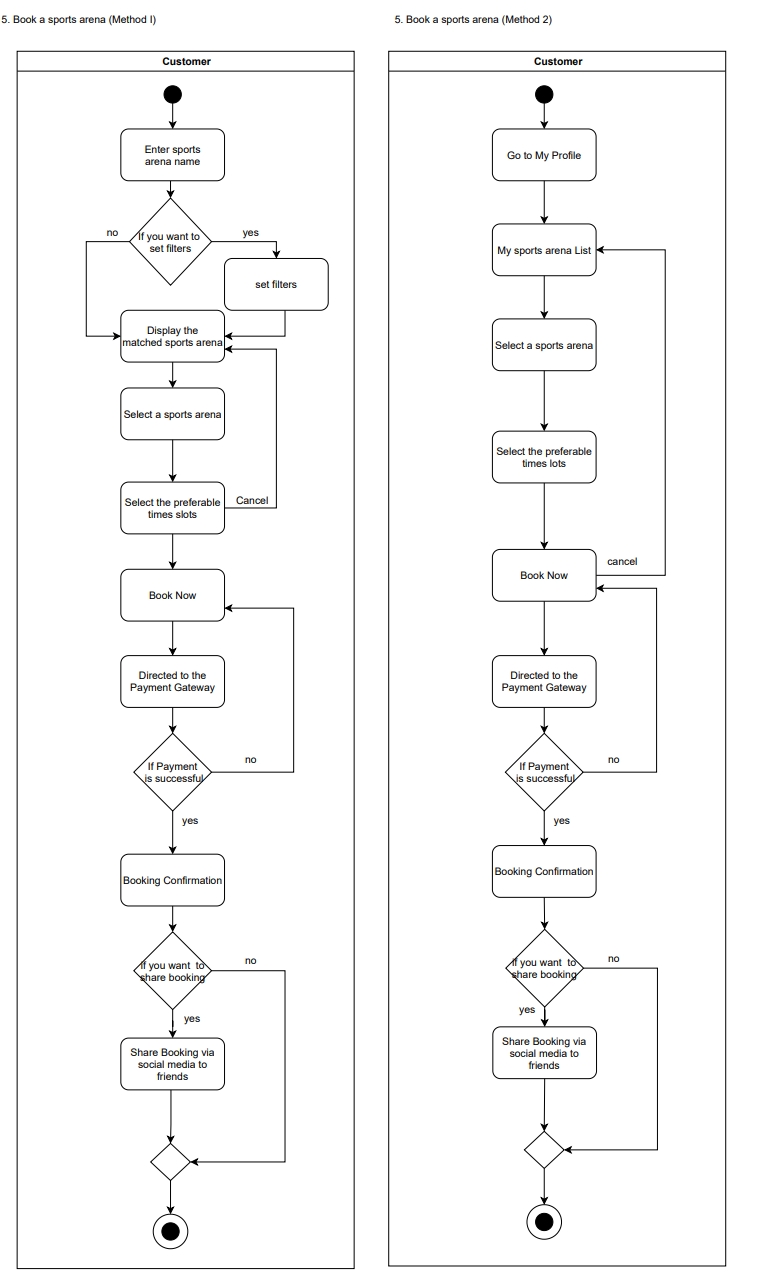 5. Book a sports arena (Method I)
Customer
Enter sports
arena name
If you want to
set filters
no
yes
set filters
Display the
matched sports arena
Select a sports arena
Select the preferable
times slots
Cancel
Book Now
Directed to the
Payment Gateway
If Payment
is successful
no
yes
Booking Confirmation
If you want  to
share booking
no
yes
Share Booking via
social media to
friends
5. Book a sports arena (Method 2)
Customer
Go to My Profile
My sports arena List
Select a sports arena
Select the preferable
times lots
Book Now
cancel
Directed to the
Payment Gateway
If Payment
is successful
no
yes
Booking Confirmation
If you want  to
share booking
no
yes
Share Booking via
social media to
friends